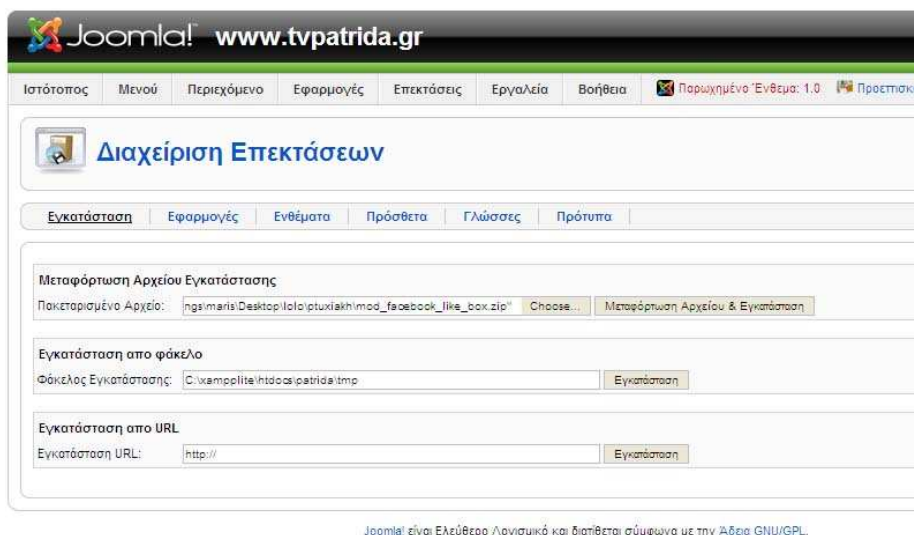 Joomla! www.tvpatrida.gr
Ιστότοπος Μενού Περιεχόμενο Εφαρμογές Επεκτάσεις Εργαλεία Βοήθεια Παρωχημένο Ένθεμα: 1.0 Προεπισκ
Διαχείριση Επεκτάσεων
Εγκατάσταση Εφαρμογές Ενθέματα Πρόσθετα Γλώσσες Πρότυπα
Μεταφόρτωση Αρχείου Εγκατάστασης
Πακεταρισμένο Αρχείο: ngs\maris\Desktop\lolo\ptuxiakh\mod_facebook_like_box.zip" Choose... Μεταφόρτωση Αρχείου & Εγκατάσταση
Εγκατάσταση απο φάκελο
Φάκελος Εγκατάστασης: C:\xampplite\htdocs\patrida\tmp Εγκατάσταση
Εγκατάσταση απο URL
Εγκατάσταση URL: http:// Εγκατάσταση
Joomla! είναι Ελεύθερο Λογισμικό και διατίθεται σύμφωνα με την Άδεια GNU/GPL.